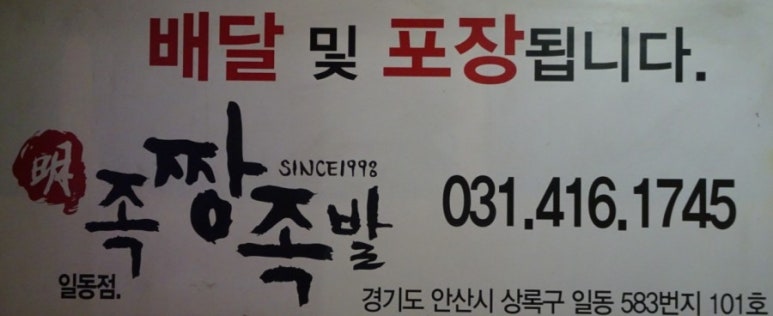 배달 및 포장됩니다.
明 족짱족발 SINCE1998
031.416.1745
일동점.
경기도 안산시 상록구 일동 583번지 101호